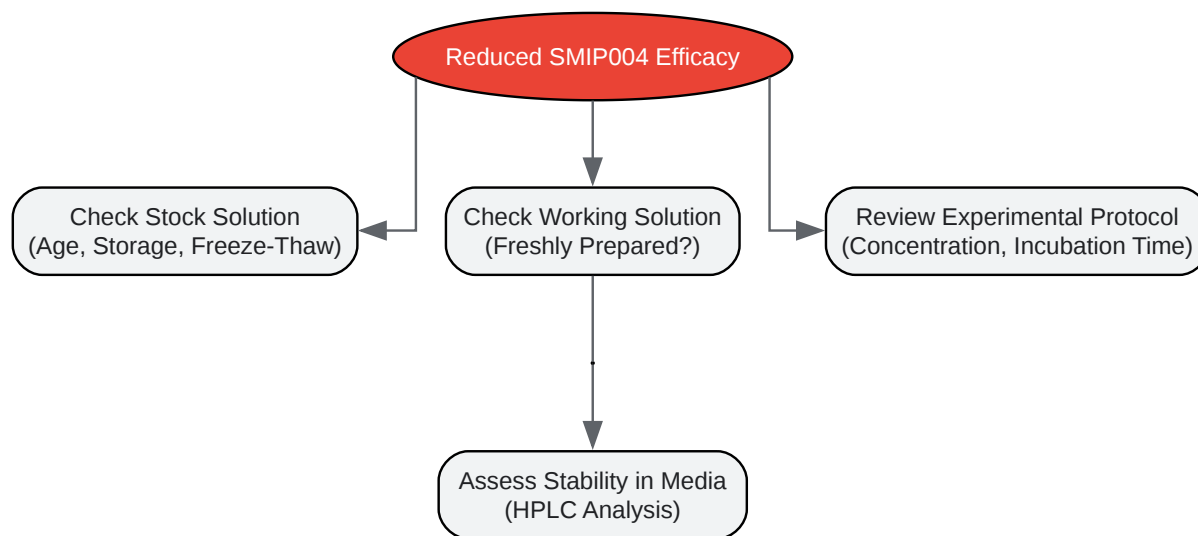 Reduced SMIP004 Efficacy
Check Stock Solution
(Age, Storage, Freeze-Thaw)
Check Working Solution
(Freshly Prepared?)
Review Experimental Protocol
(Concentration, Incubation Time)
Assess Stability in Media
(HPLC Analysis)